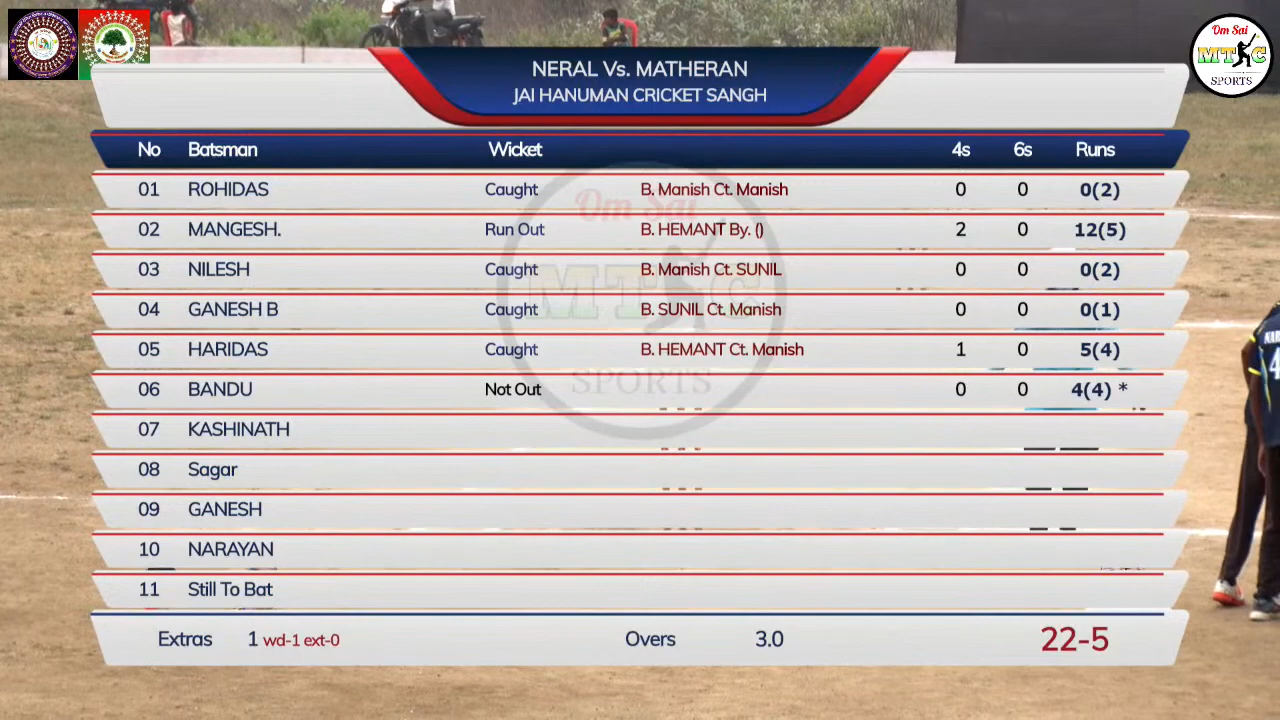 Om Sai
MT C
SPORTS
NERAL Vs. MATHERAN
JAI HANUMAN CRICKET SANGH
No Batsman Wicket 4s 6s Runs
01 ROHIDAS Caught B. Manish Ct. Manish 0 0 0(2)
02 MANGESH. Run Out B. HEMANT By. () 2 0 12(5)
03 NILESH Caught B. Manish Ct. SUNIL 0 0 0(2)
04 GANESH B Caught B. SUNIL Ct. Manish 0 0 0(1)
05 HARIDAS Caught B. HEMANT Ct. Manish 1 0 5(4)
06 BANDU Not Out 0 0 4(4) *
07 KASHINATH
08 Sagar
09 GANESH
10 NARAYAN
11 Still To Bat
Extras 1 wd-1 ext-0 Overs 3.0 22-5
Om Sai
MT C
SPORTS